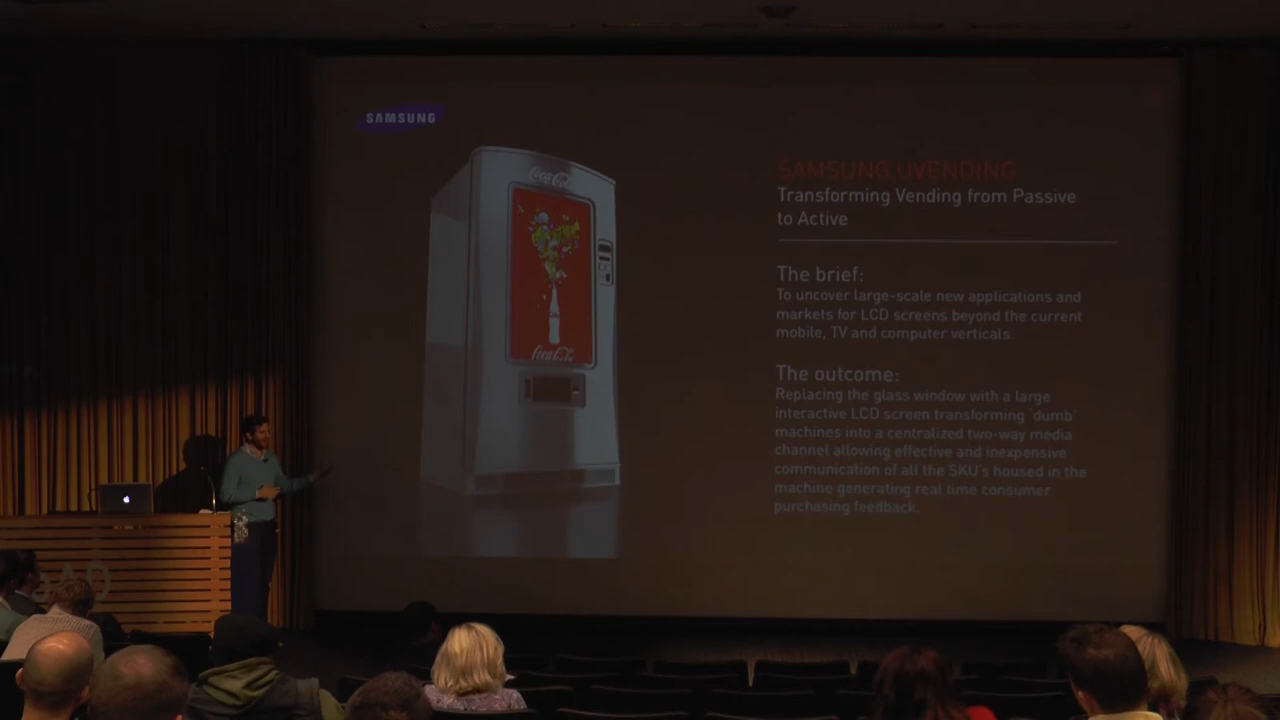 SAMSUNG
Coca-Cola
Coca-Cola
SAMSUNG UVENDING
Transforming Vending from Passive
to Active
The brief:
To uncover large-scale new applications and
markets for LCD screens beyond the current
mobile, TV and computer verticals.
The outcome:
Replacing the glass window with a large
interactive LCD screen transforming 'dumb'
machines into a centralized two-way media
channel allowing effective and inexpensive
communication of all the SKU's housed in the
machine generating real time consumer
purchasing feedback.